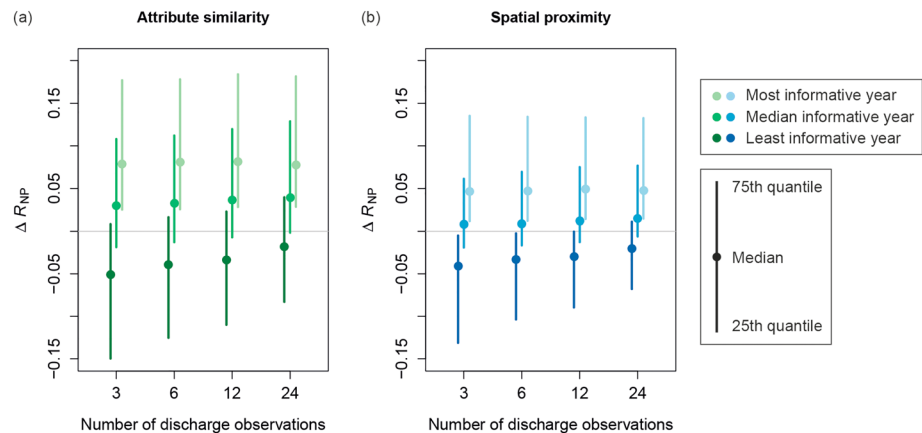 (a)
Attribute similarity
Δ RNP
0.15
0.05
−0.05
−0.15
3
6
12
24
Number of discharge observations
(b)
Spatial proximity
Δ RNP
0.15
0.05
−0.05
−0.15
3
6
12
24
Number of discharge observations
Most informative year
Median informative year
Least informative year
75th quantile
Median
25th quantile